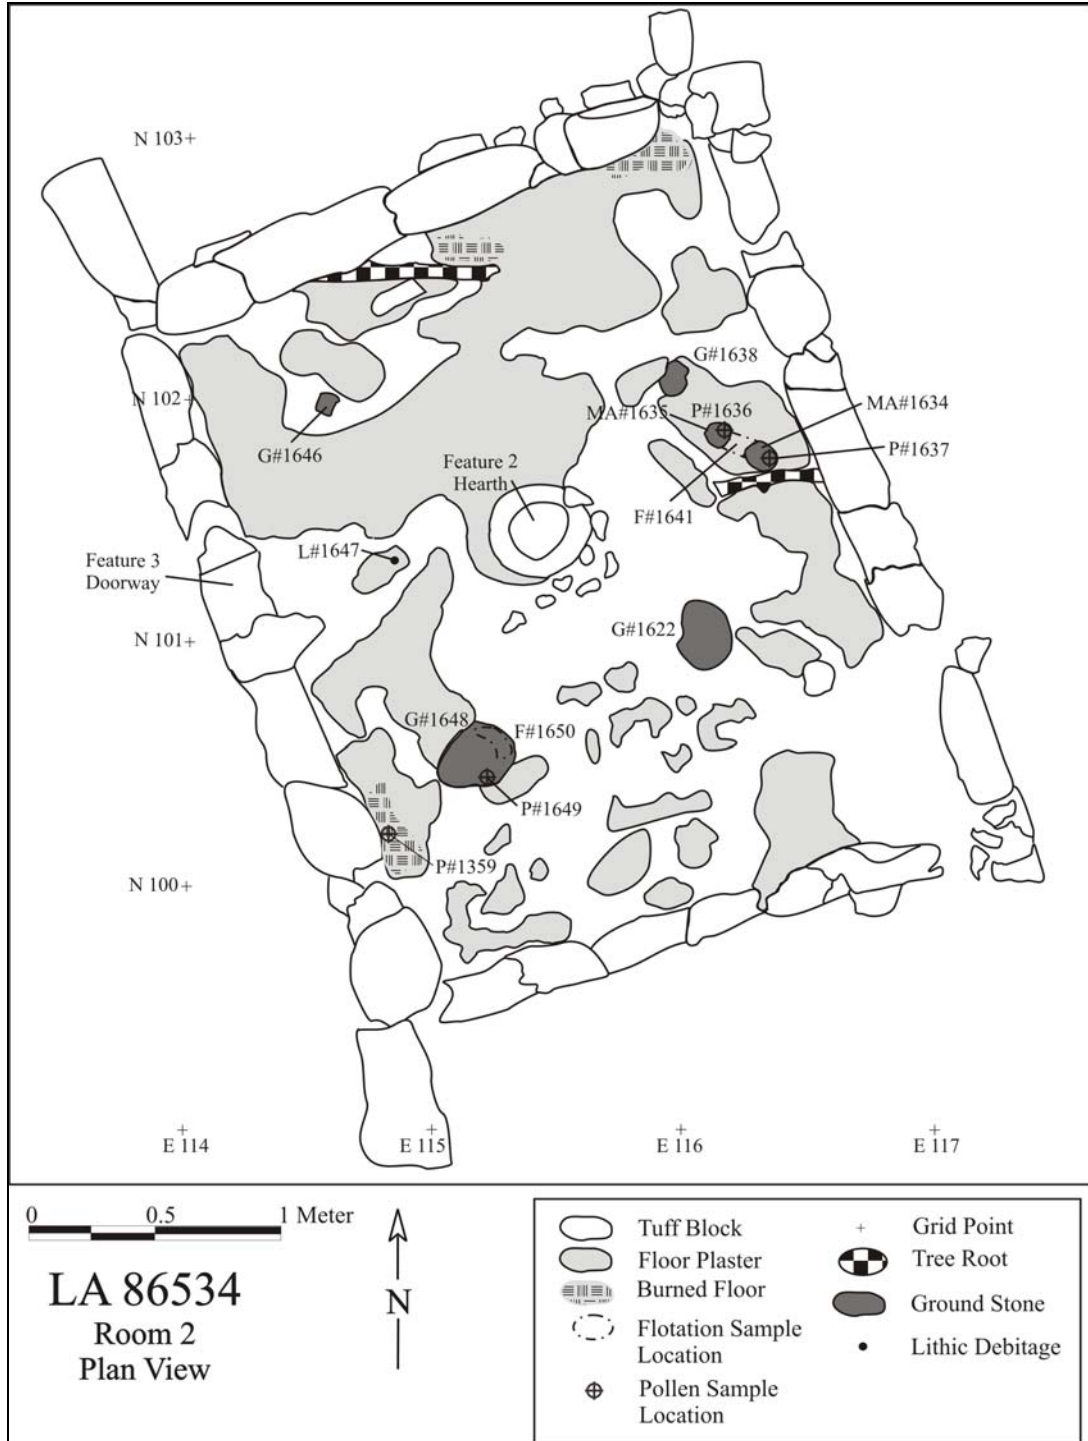 N 103+
G#1638
N 102+
MA#1635
P#1636
MA#1634
G#1646
Feature 2
Hearth
P#1637
F#1641
L#1647
Feature 3
Doorway
N 101+
G#1622
G#1648
F#1650
P#1649
P#1359
N 100+
E 114
E 115
E 116
E 117
0 0.5 1 Meter
LA 86534
Room 2
Plan View
N
Tuff Block
Floor Plaster
Burned Floor
Flotation Sample
Location
Pollen Sample
Location
Grid Point
Tree Root
Ground Stone
Lithic Debitage